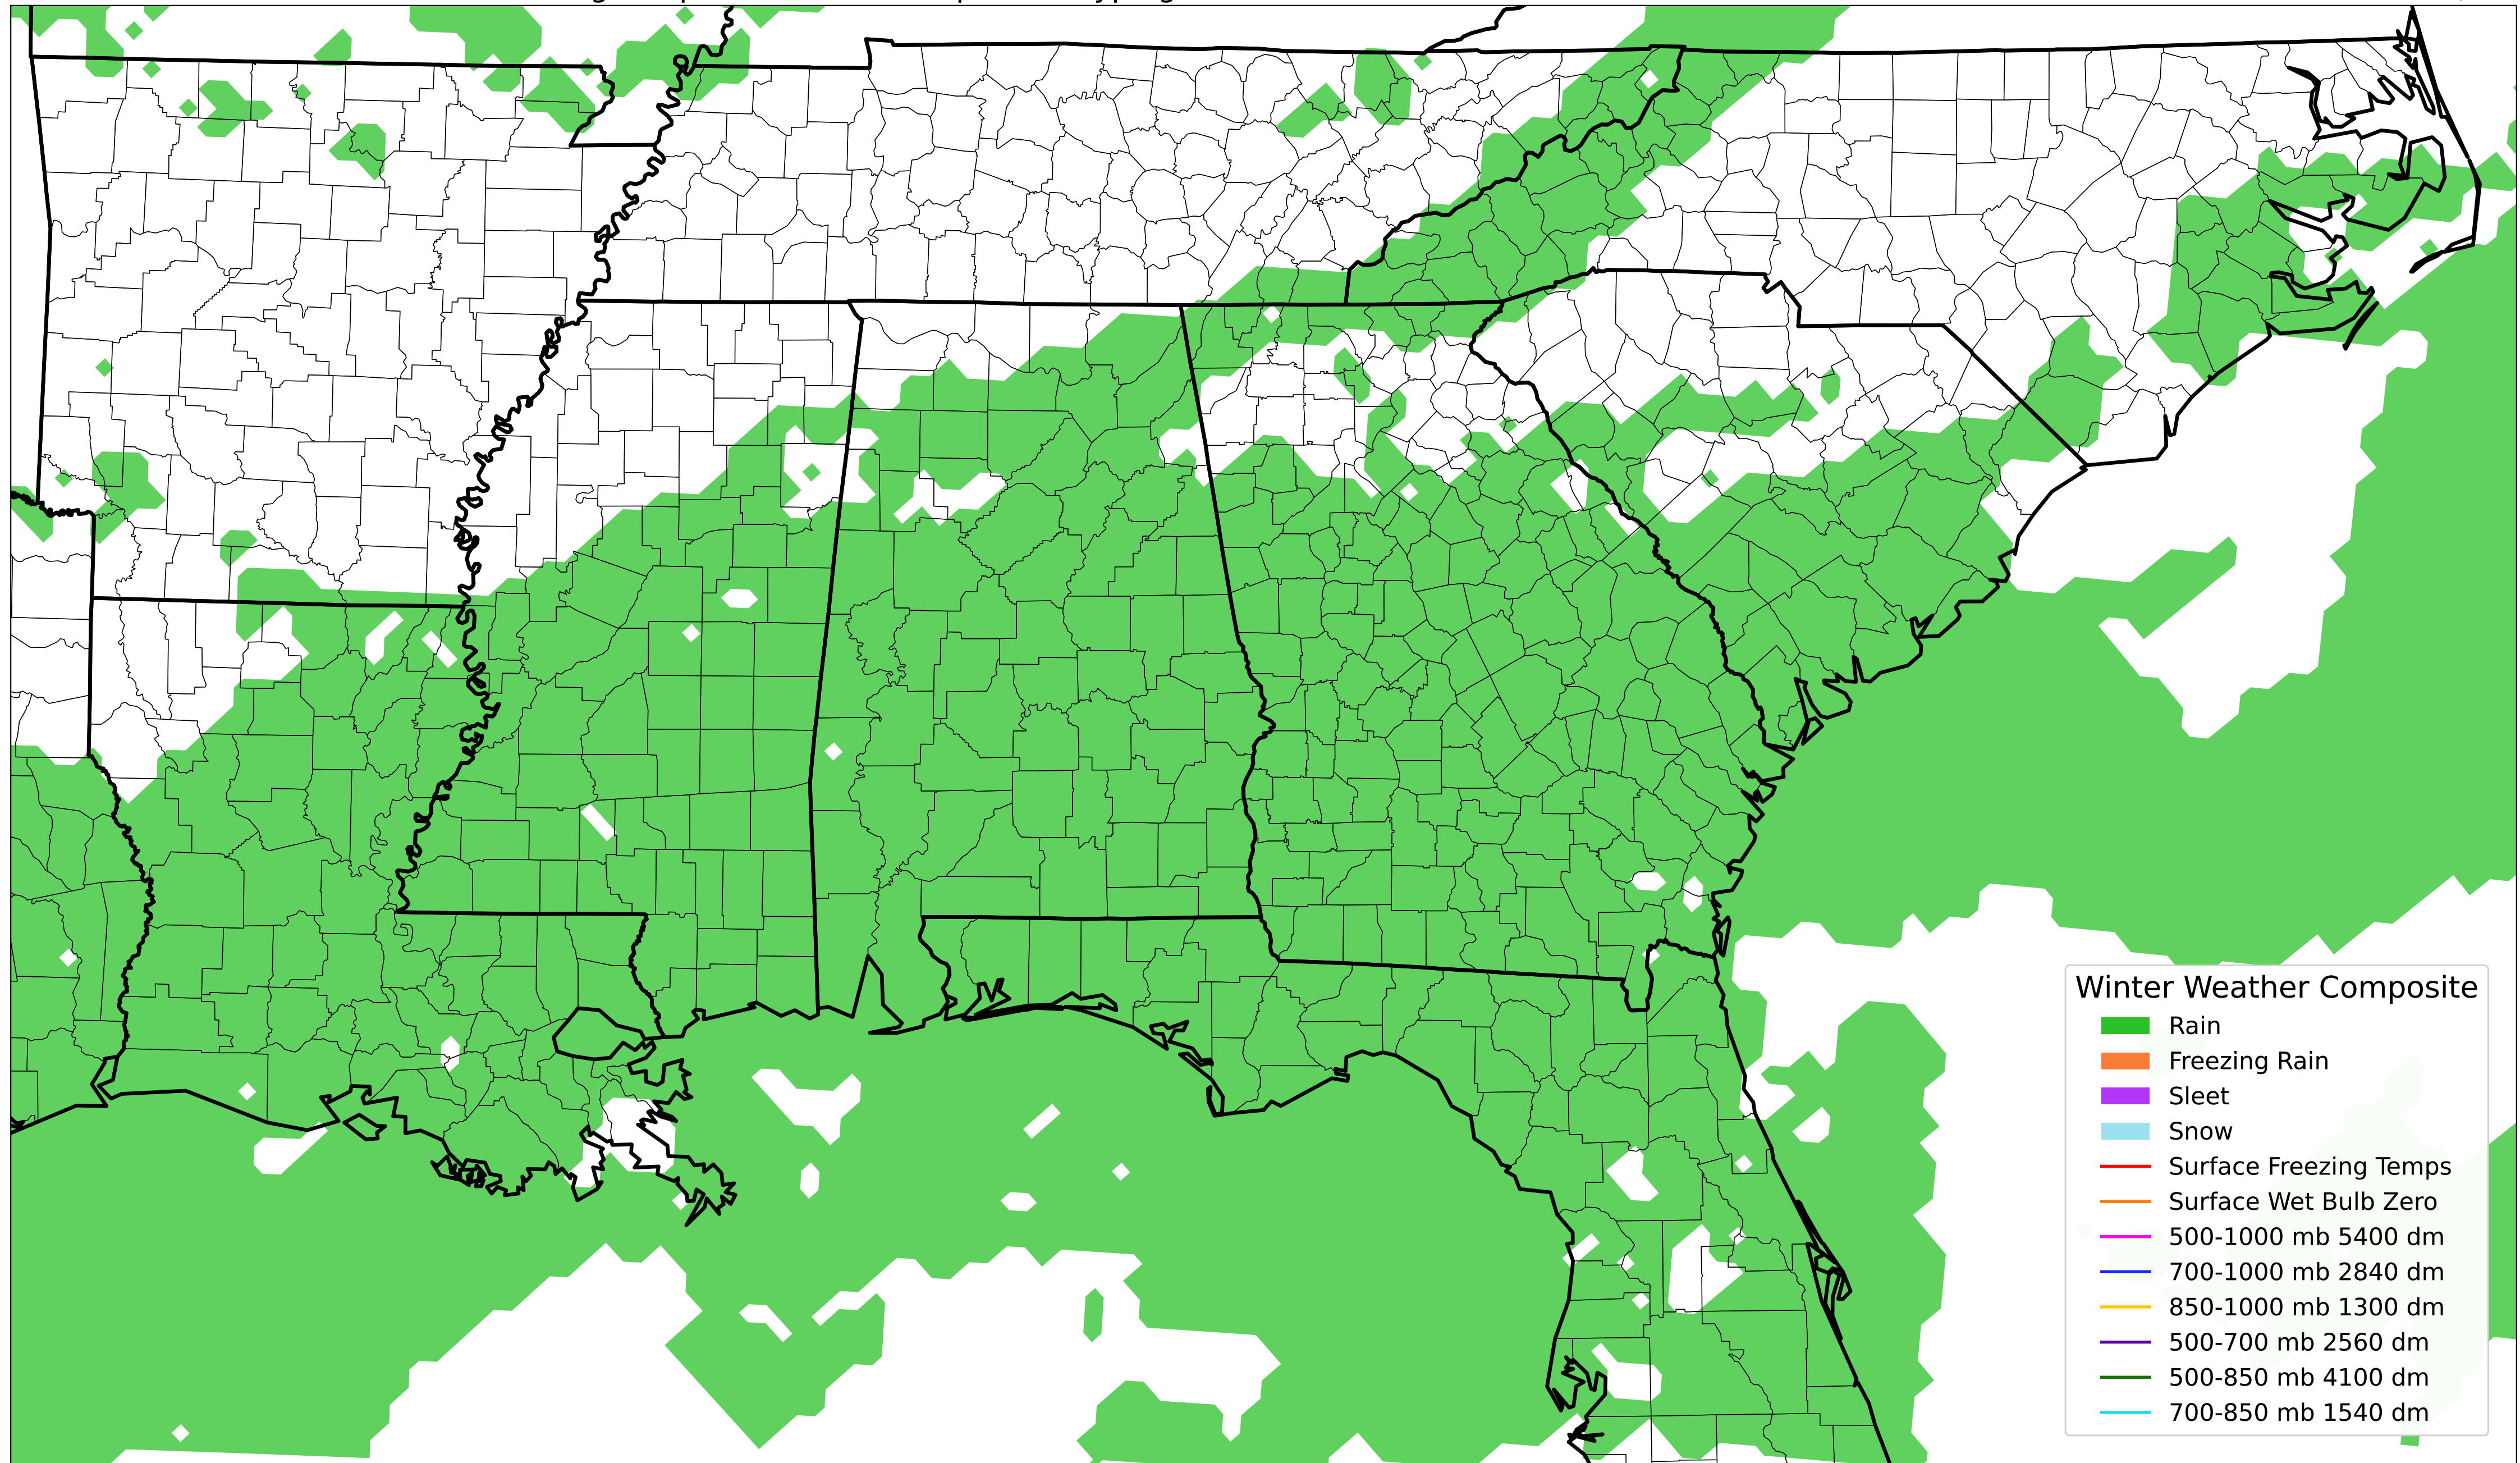 Winter Weather Composite
Rain
Freezing Rain
Sleet
Snow
Surface Freezing Temps
Surface Wet Bulb Zero
500-1000 mb 5400 dm
700-1000 mb 2840 dm
850-1000 mb 1300 dm
500-700 mb 2560 dm
500-850 mb 4100 dm
700-850 mb 1540 dm